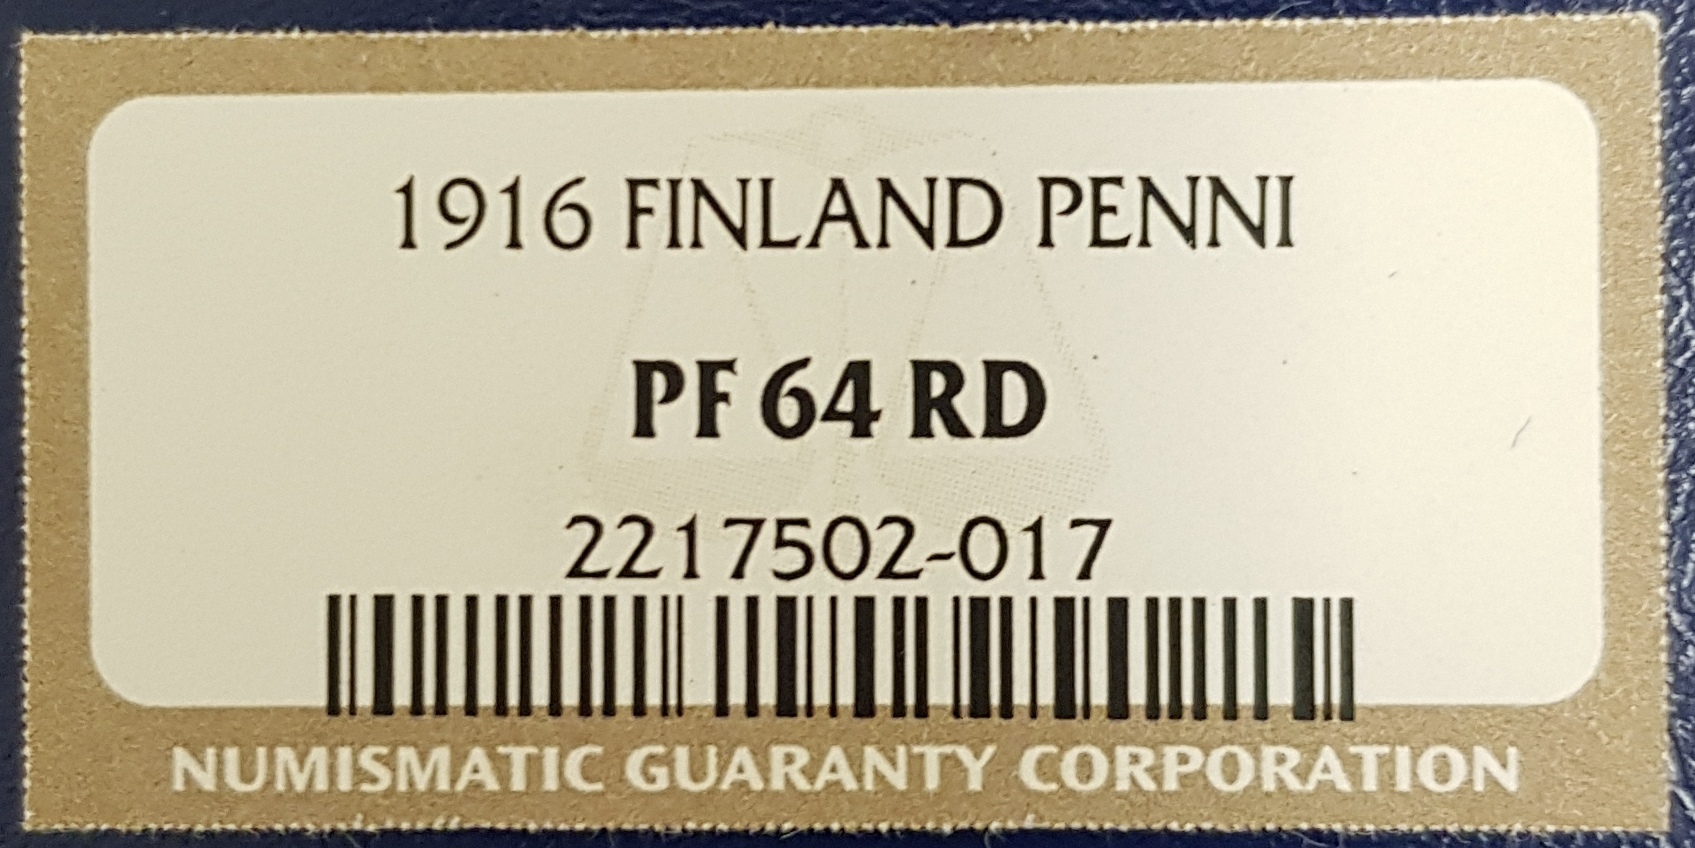 1916 FINLAND PENNI
PF 64 RD
2217502-017
NUMISMATIC GUARANTY CORPORATION